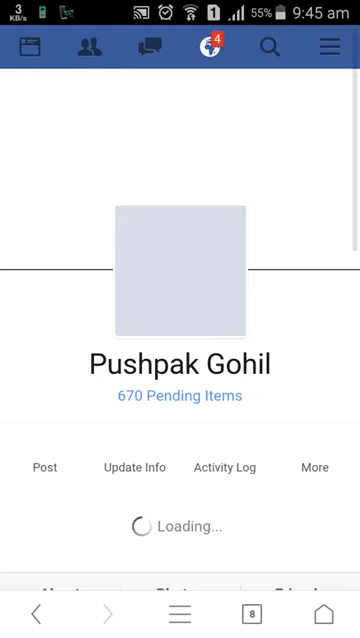 3
KB/s
1
55%
9:45 am
4
Pushpak Gohil
670 Pending Items
Post
Update Info
Activity Log
More
Loading...
8